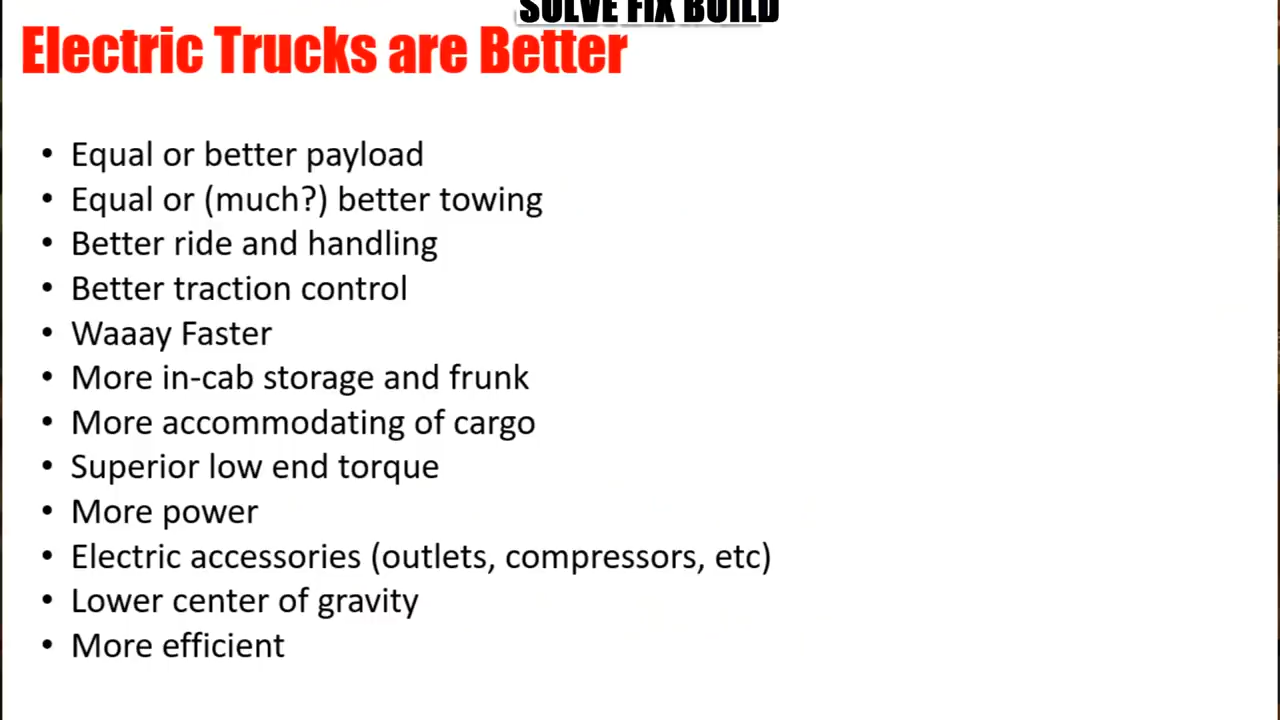 SOLVE FIX BUILD
Electric Trucks are Better
• Equal or better payload
• Equal or (much?) better towing
• Better ride and handling
• Better traction control
• Waaay Faster
• More in-cab storage and frunk
• More accommodating of cargo
• Superior low end torque
• More power
• Electric accessories (outlets, compressors, etc)
• Lower center of gravity
• More efficient